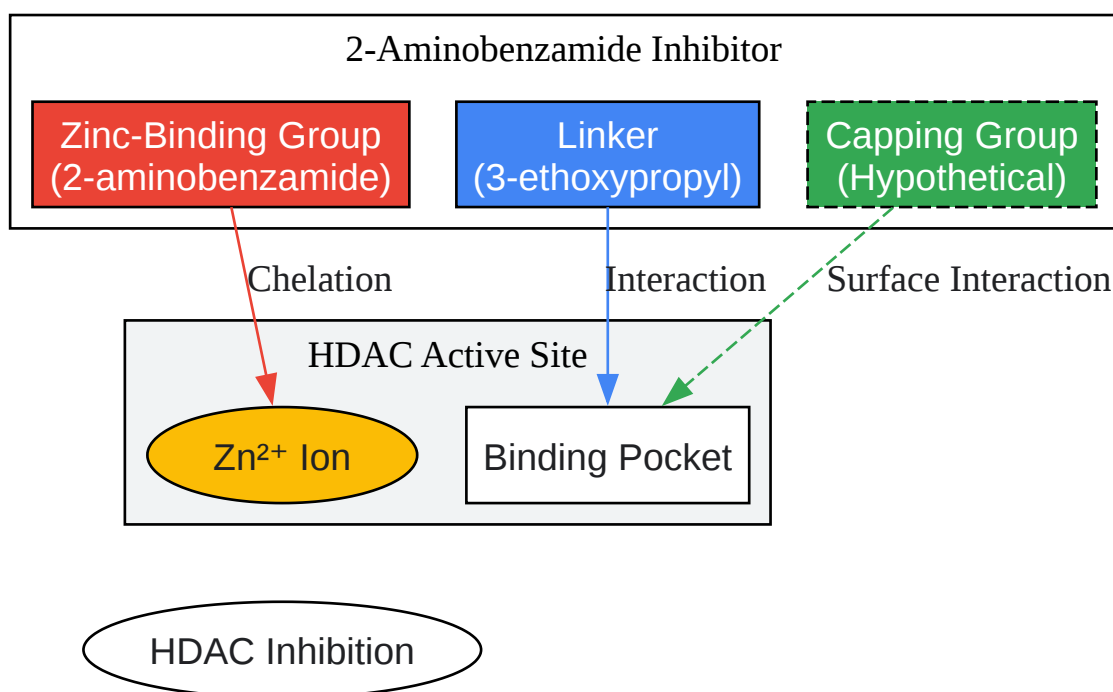 2-Aminobenzamide Inhibitor
Zinc-Binding Group
(2-aminobenzamide)
Linker
(3-ethoxypropyl)
Capping Group
(Hypothetical)
Chelation
Interaction
Surface Interaction
HDAC Active Site
Zn²⁺ Ion
Binding Pocket
HDAC Inhibition